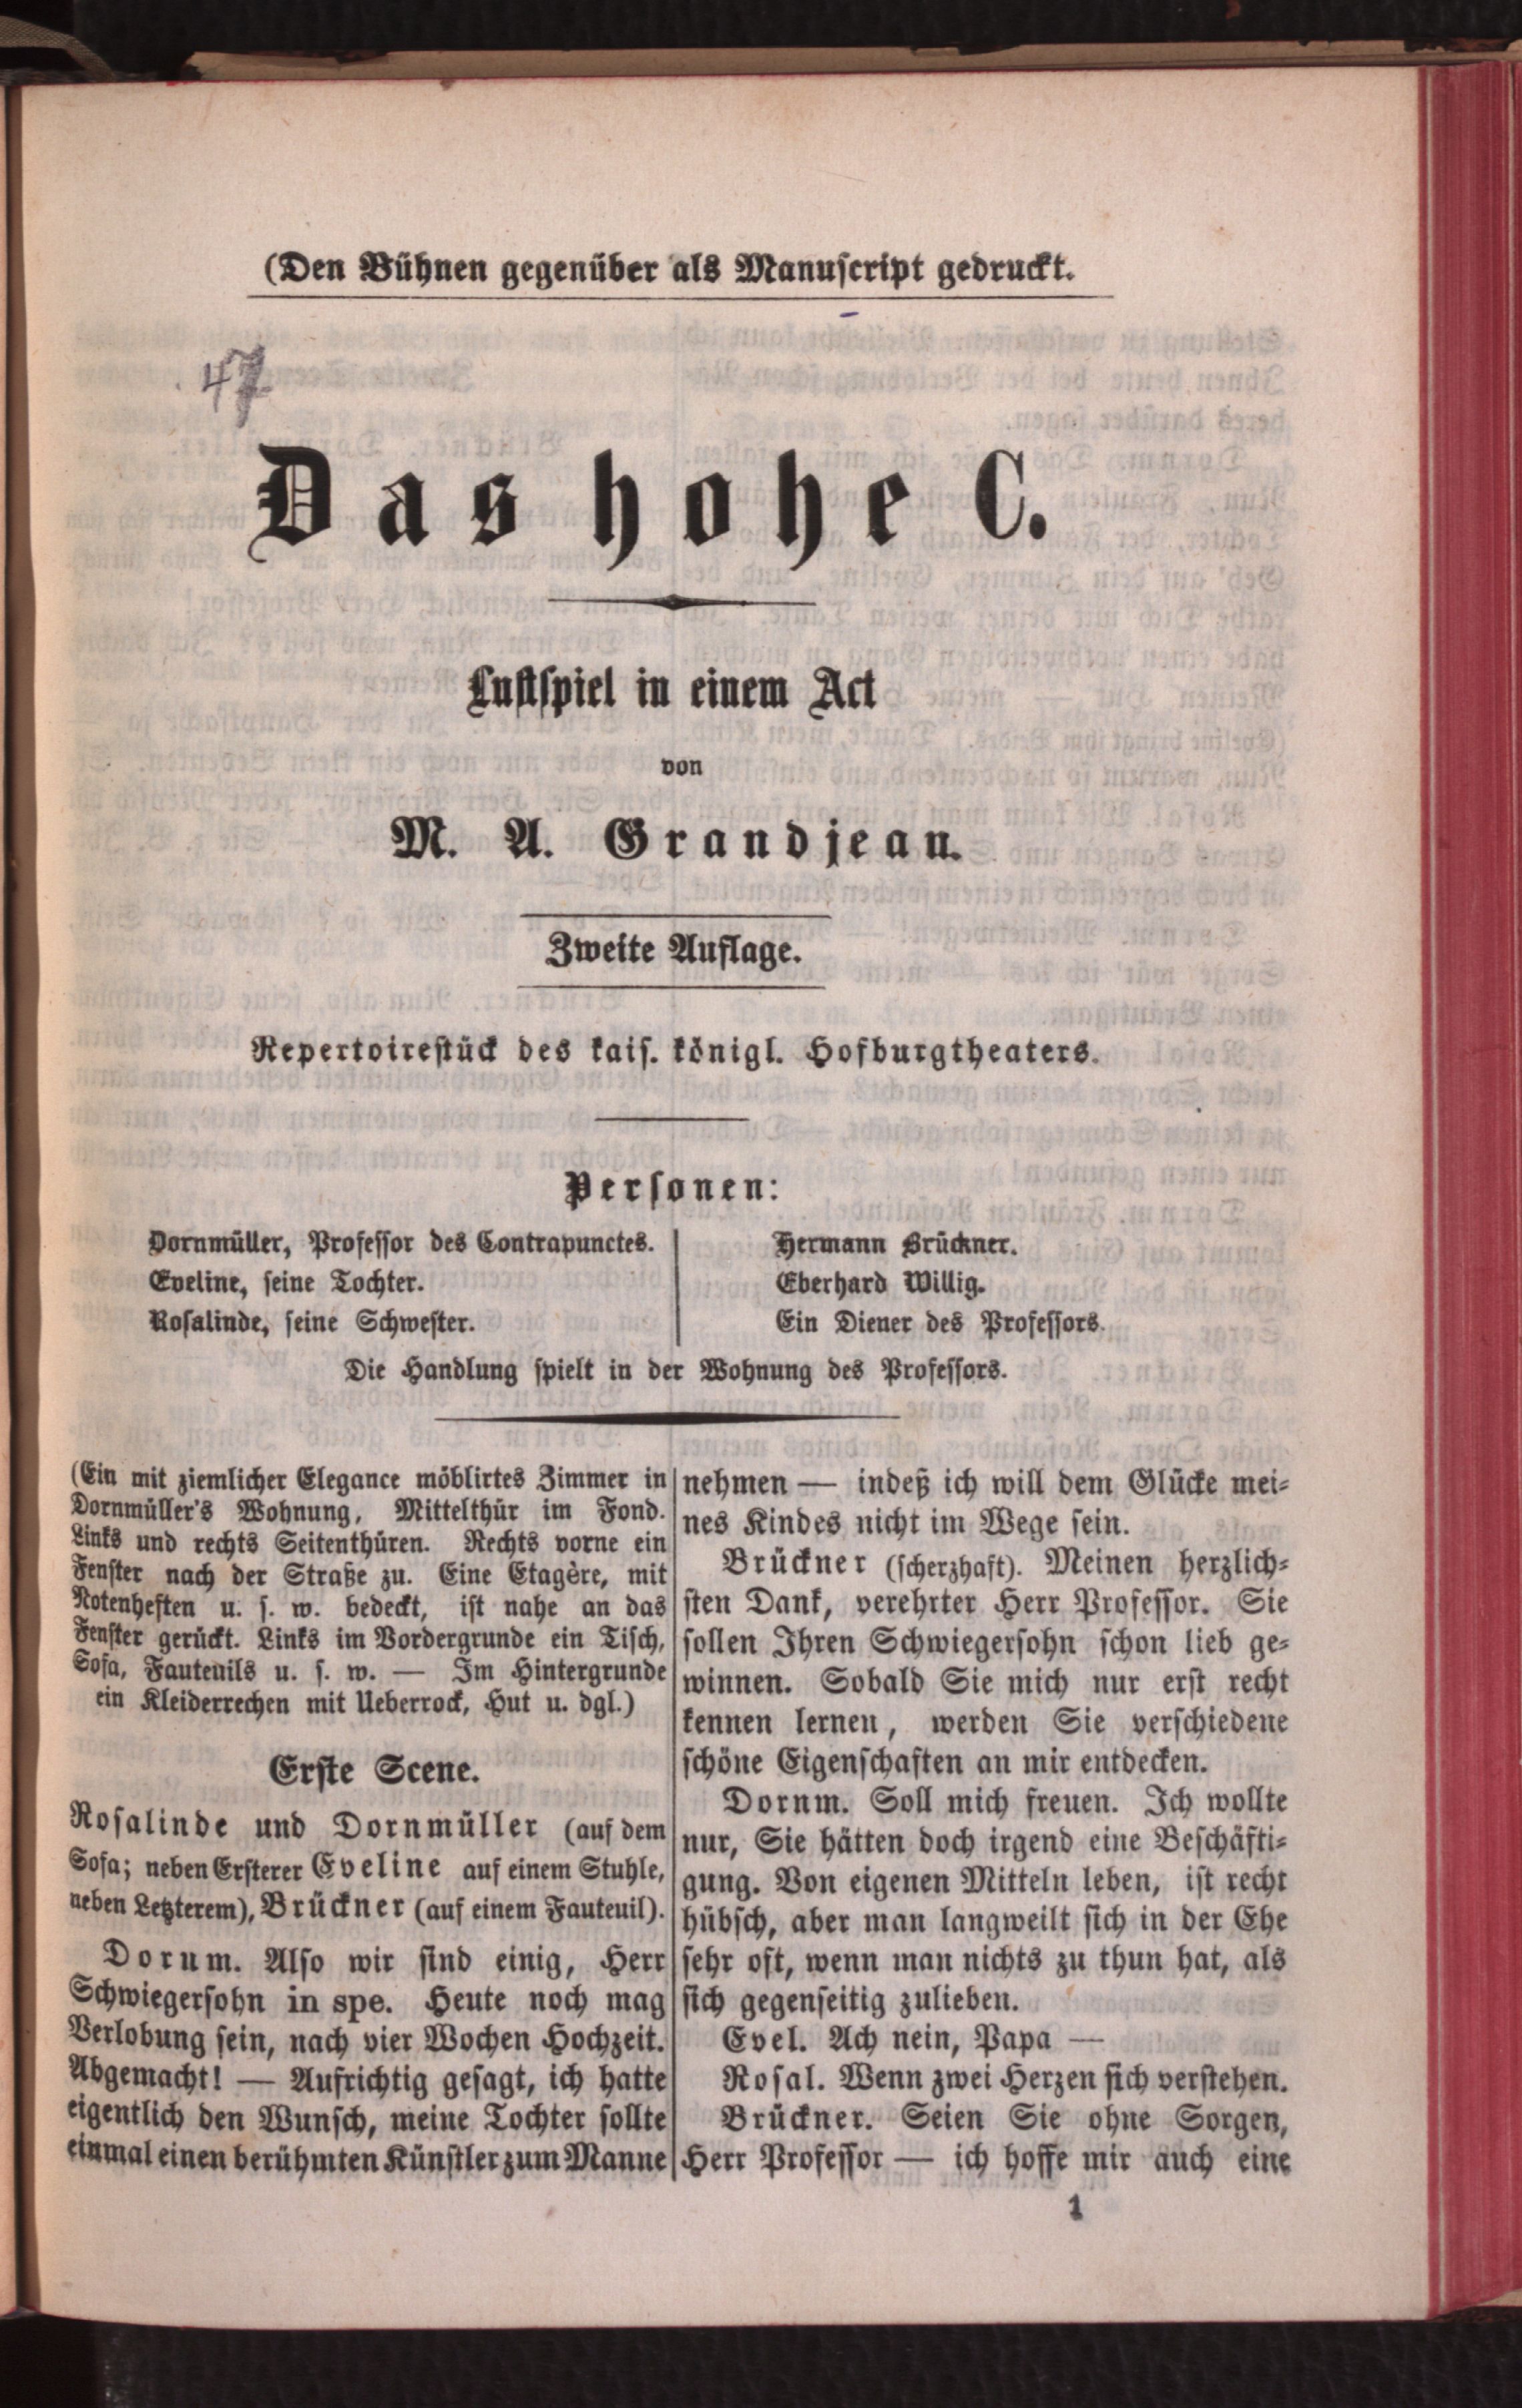 (Den Bühnen gegenüber als Manuscript gedruckt.
47
Das hohe C.
Lustspiel in einem Act
von
M. A. Grandjean.
Zweite Auflage.
Repertoirestück des kais. königl. Hofburgtheaters.
Personen:
Dornmüller, Professor des Contrapunctes.
Eveline, seine Tochter.
Rosalinde, seine Schwester.
Hermann Brückner.
Eberhard Willig.
Ein Diener des Professors.
Die Handlung spielt in der Wohnung des Professors.
(Ein mit ziemlicher Elegance möblirtes Zimmer in
Dornmüller's Wohnung, Mittelthür im Fond.
Links und rechts Seitenthüren. Rechts vorne ein
Fenster nach der Straße zu. Eine Etagère, mit
Notenheften u. s. w. bedeckt, ist nahe an das
Fenster gerückt. Links im Vordergrunde ein Tisch,
Sofa, Fauteuils u. s. w. — Im Hintergrunde
ein Kleiderrechen mit Ueberrock, Hut u. dgl.)
Erste Scene.
Rosalinde und Dornmüller (auf dem
Sofa; neben Ersterer Eveline auf einem Stuhle,
neben Letzterem), Brückner (auf einem Fauteuil).
Dorum. Also wir sind einig, Herr
Schwiegersohn in spe. Heute noch mag
Verlobung sein, nach vier Wochen Hochzeit.
Abgemacht! — Aufrichtig gesagt, ich hatte
eigentlich den Wunsch, meine Tochter sollte
einmal einen berühmten Künstler zum Manne
nehmen — indeß ich will dem Glücke mei-
nes Kindes nicht im Wege sein.
Brückner (scherzhaft). Meinen herzlich-
sten Dank, verehrter Herr Professor. Sie
sollen Ihren Schwiegersohn schon lieb ge-
winnen. Sobald Sie mich nur erst recht
kennen lernen, werden Sie verschiedene
schöne Eigenschaften an mir entdecken.
Dornm. Soll mich freuen. Ich wollte
nur, Sie hätten doch irgend eine Beschäfti-
gung. Von eigenen Mitteln leben, ist recht
hübsch, aber man langweilt sich in der Ehe
sehr oft, wenn man nichts zu thun hat, als
sich gegenseitig zulieben.
Evel. Ach nein, Papa —
Rosal. Wenn zwei Herzen sich verstehen.
Brückner. Seien Sie ohne Sorgen,
Herr Professor — ich hoffe mir auch eine
1